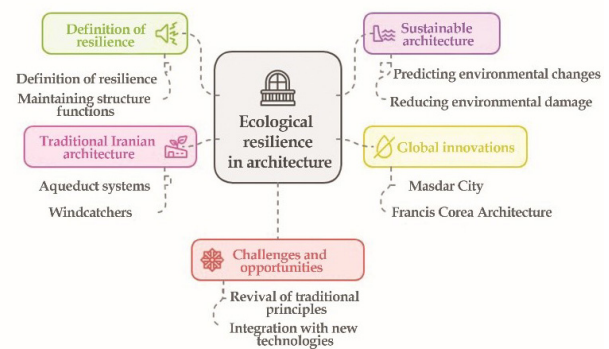 Definition of
resilience
Definition of resilience
Maintaining structure
functions
Traditional Iranian
architecture
Aqueduct systems
Windcatchers
Ecological
resilience
in architecture
Sustainable
architecture
Predicting environmental changes
Reducing environmental damage
Global innovations
Masdar City
Francis Corea Architecture
Challenges and
opportunities
Revival of traditional
principles
Integration with new
technologies